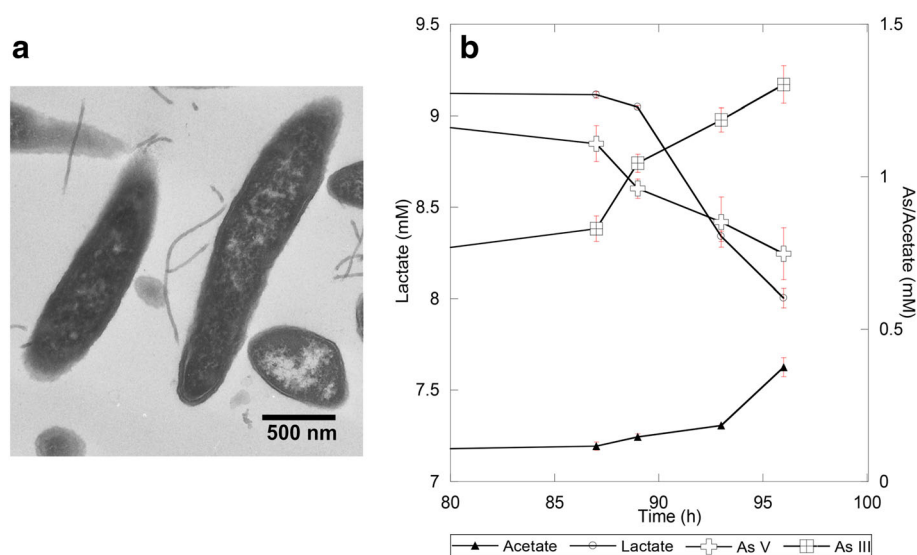 a
500 nm
b
9.5
9
8.5
8
7.5
7
Lactate (mM)
1.5
1
0.5
0
As/Acetate (mM)
80
85
90
95
100
Time (h)
Acetate
Lactate
As V
As III